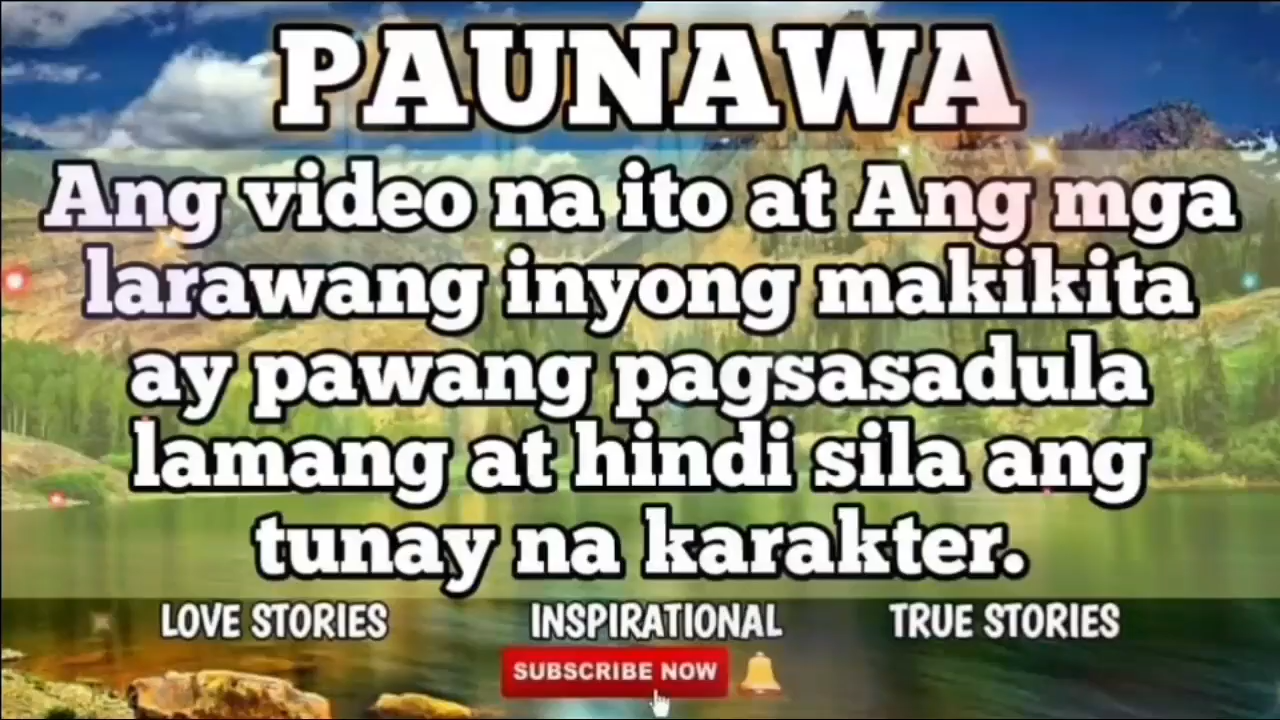 PAUNAWA
Ang video na ito at Ang mga
larawang inyong makikita
ay pawang pagsasadula
lamang at hindi sila ang
tunay na karakter.
LOVE STORIES INSPIRATIONAL TRUE STORIES
SUBSCRIBE NOW